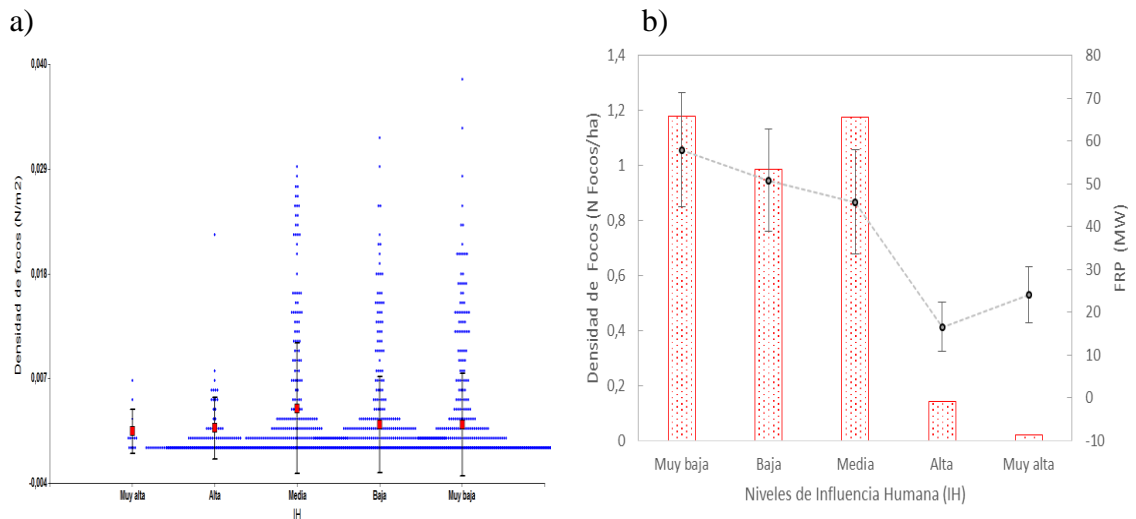 a)
0,040
0,029
0,018
0,007
-0,004
Densidad de focos (N/m2)
Muy alta
Alta
Media
Baja
Muy baja
IH
b)
1,4
1,2
1
0,8
0,6
0,4
0,2
0
Densidad de Focos (N Focos/ha)
80
70
60
50
40
30
20
10
0
-10
FRP (MW)
Muy baja
Baja
Media
Alta
Muy alta
Niveles de Influencia Humana (IH)